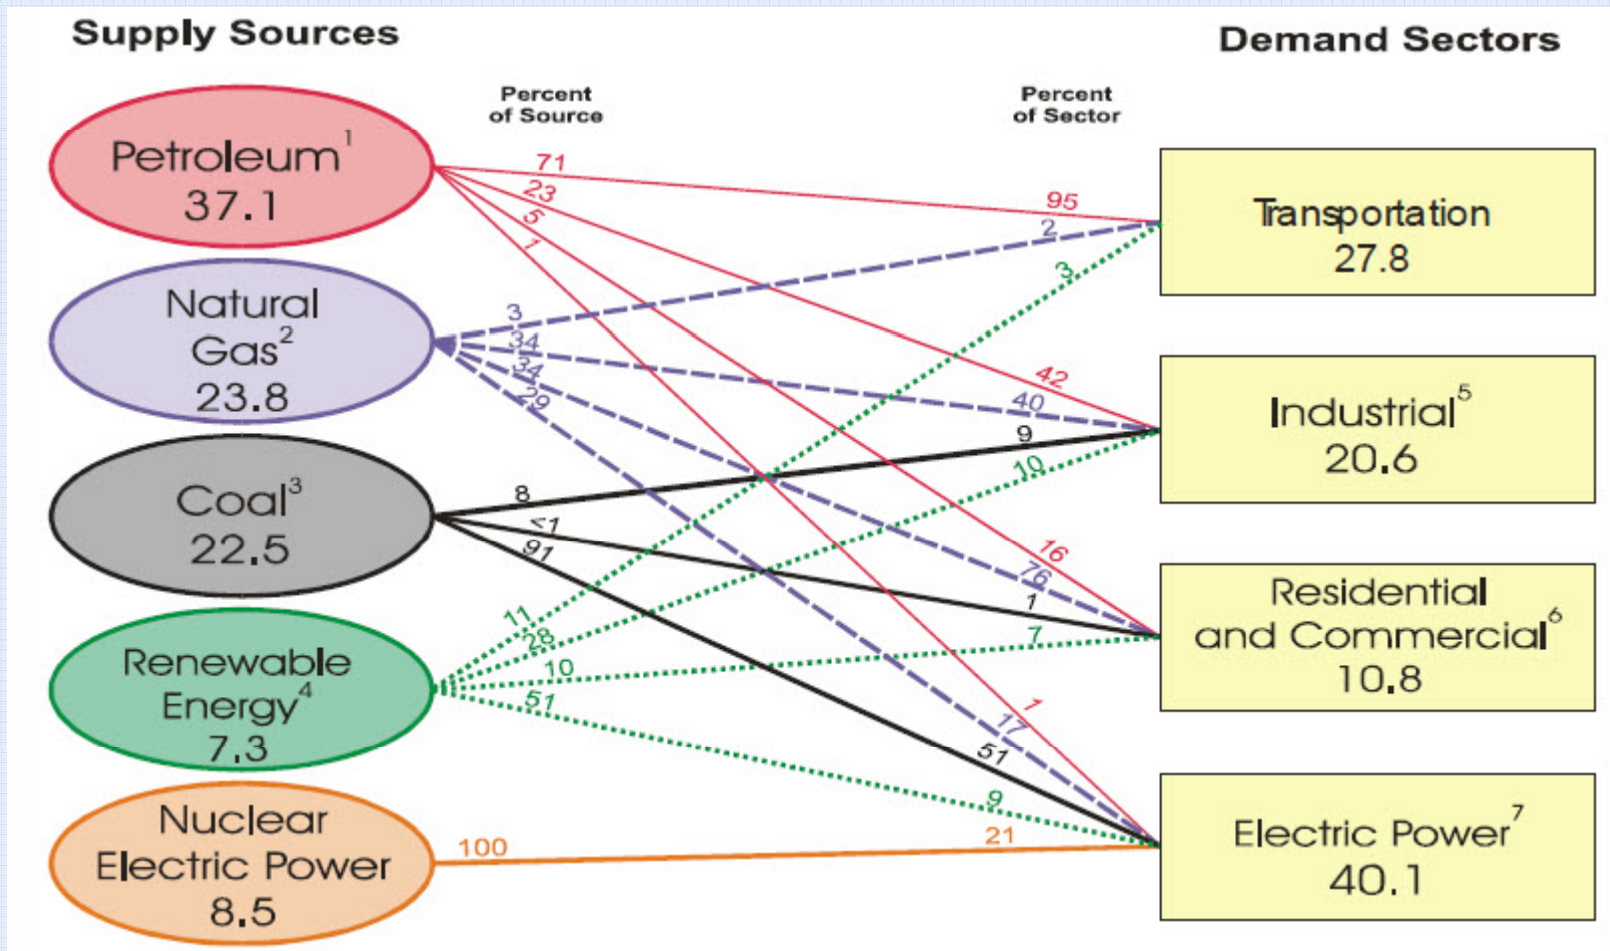 Supply Sources
Demand Sectors
Percent
of Source
Percent
of Sector
Petroleum1
37.1
Natural
Gas2
23.8
Coal3
22.5
Renewable
Energy4
7.3
Nuclear
Electric Power
8.5
71
23
5
1
3
34
34
29
8
<1
91
11
28
10
51
100
95
2
3
42
40
9
10
16
76
1
7
1
17
51
9
21
Transportation
27.8
Industrial5
20.6
Residential
and Commercial6
10.8
Electric Power7
40.1